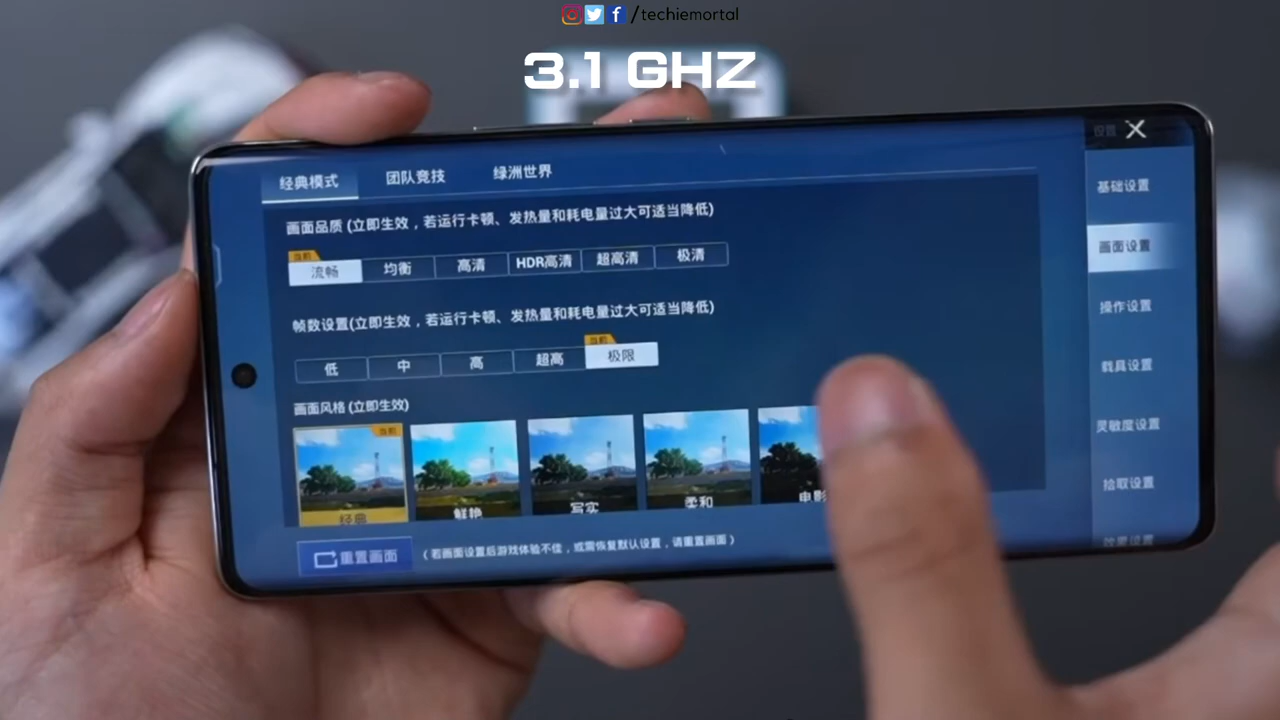 /techiemortal
3.1 GHZ
设置
经典模式 团队竞技 绿洲世界
画面品质 (立即生效，若运行卡顿、发热量和耗电量过大可适当降低)
当前
流畅 均衡 高清 HDR高清 超高清 极清
帧数设置(立即生效，若运行卡顿、发热量和耗电量过大可适当降低)
当前
低 中 高 超高 极限
画面风格 (立即生效)
当前
经典 鲜艳 写实 柔和 电影
重置画面 (若画面设置后游戏体验不佳，或需恢复默认设置，请重置画面)
基础设置
画面设置
操作设置
载具设置
灵敏度设置
拾取设置
效果设置